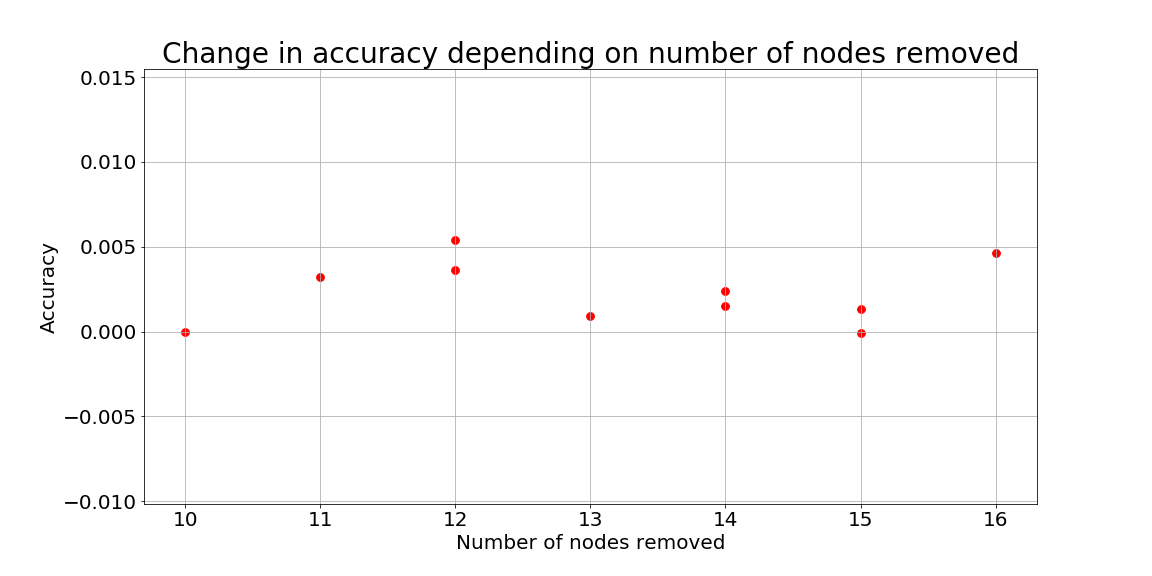 Change in accuracy depending on number of nodes removed
0.015
0.010
0.005
0.000
−0.005
−0.010
Accuracy
10 11 12 13 14 15 16
Number of nodes removed